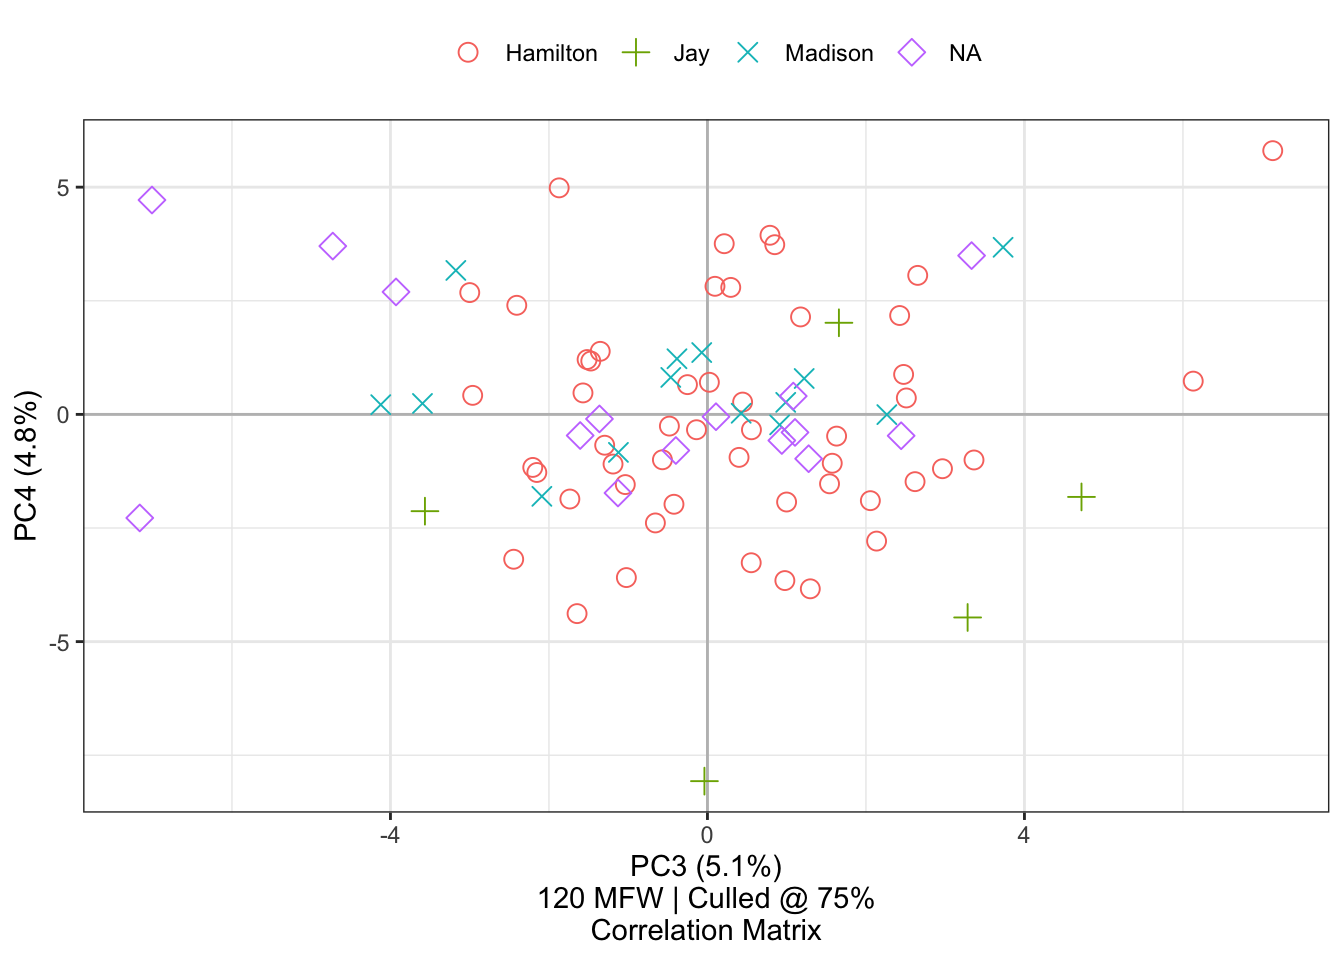 Hamilton Jay Madison NA
PC4 (4.8%)
5
0
-5
-4 0 4
PC3 (5.1%)
120 MFW | Culled @ 75%
Correlation Matrix